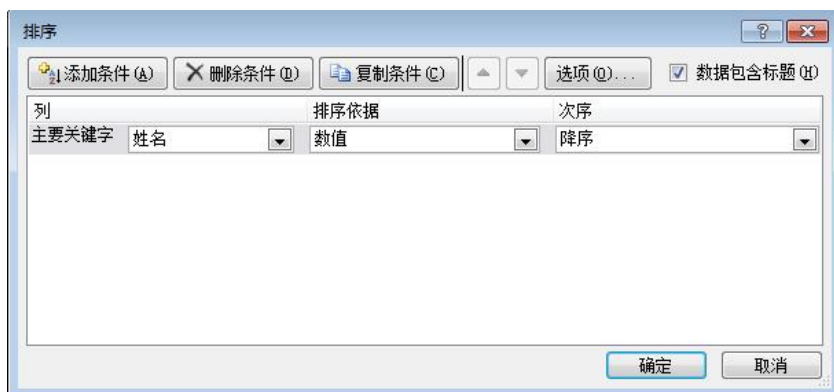 排序
添加条件(A) 删除条件(D) 复制条件(C) 选项(O)... 数据包含标题(H)
列 排序依据 次序
主要关键字 姓名 数值 降序
确定 取消